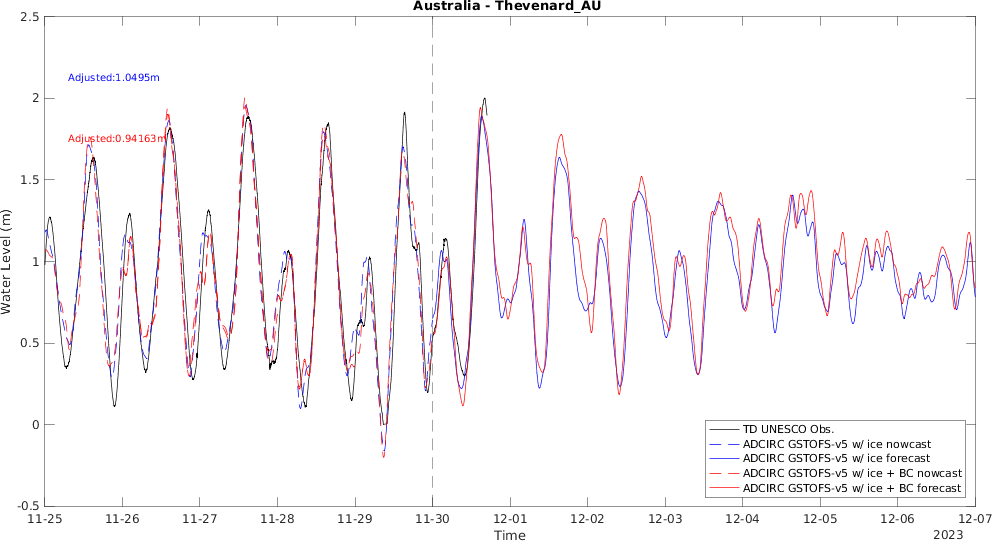 Australia - Thevenard_AU
2.5
2
1.5
1
0.5
0
-0.5
Water Level (m)
Adjusted:1.0495m
Adjusted:0.94163m
TD UNESCO Obs.
ADCIRC GSTOFS-v5 w/ ice nowcast
ADCIRC GSTOFS-v5 w/ ice forecast
ADCIRC GSTOFS-v5 w/ ice + BC nowcast
ADCIRC GSTOFS-v5 w/ ice + BC forecast
11-25 11-26 11-27 11-28 11-29 11-30 12-01 12-02 12-03 12-04 12-05 12-06 12-07
Time
2023